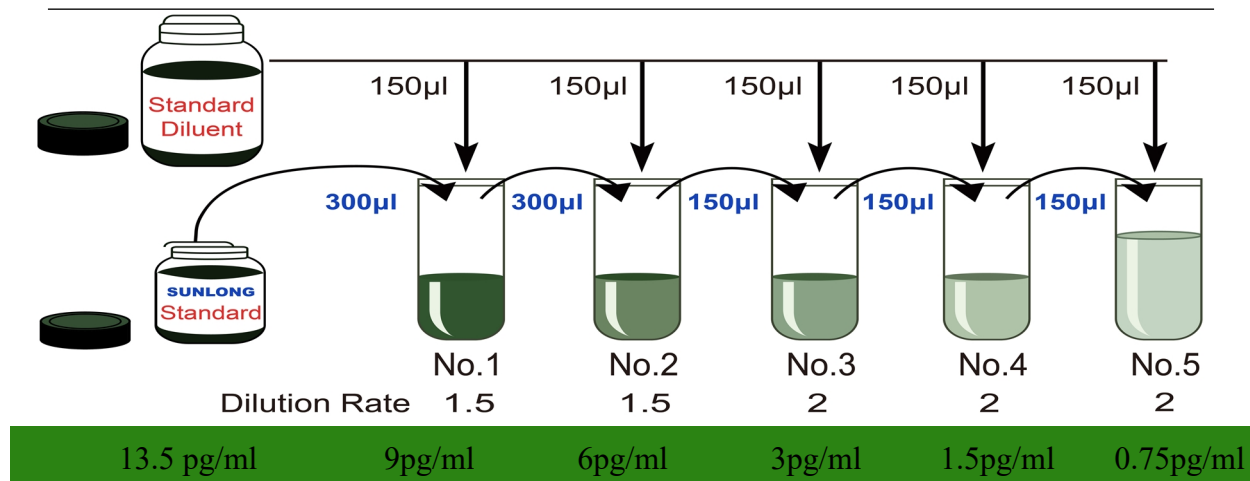 150µl 150µl 150µl 150µl 150µl
Standard
Diluent
300µl 300µl 150µl 150µl 150µl
SUNLONG
Standard
No.1 No.2 No.3 No.4 No.5
Dilution Rate 1.5 1.5 2 2 2
13.5 pg/ml 9pg/ml 6pg/ml 3pg/ml 1.5pg/ml 0.75pg/ml